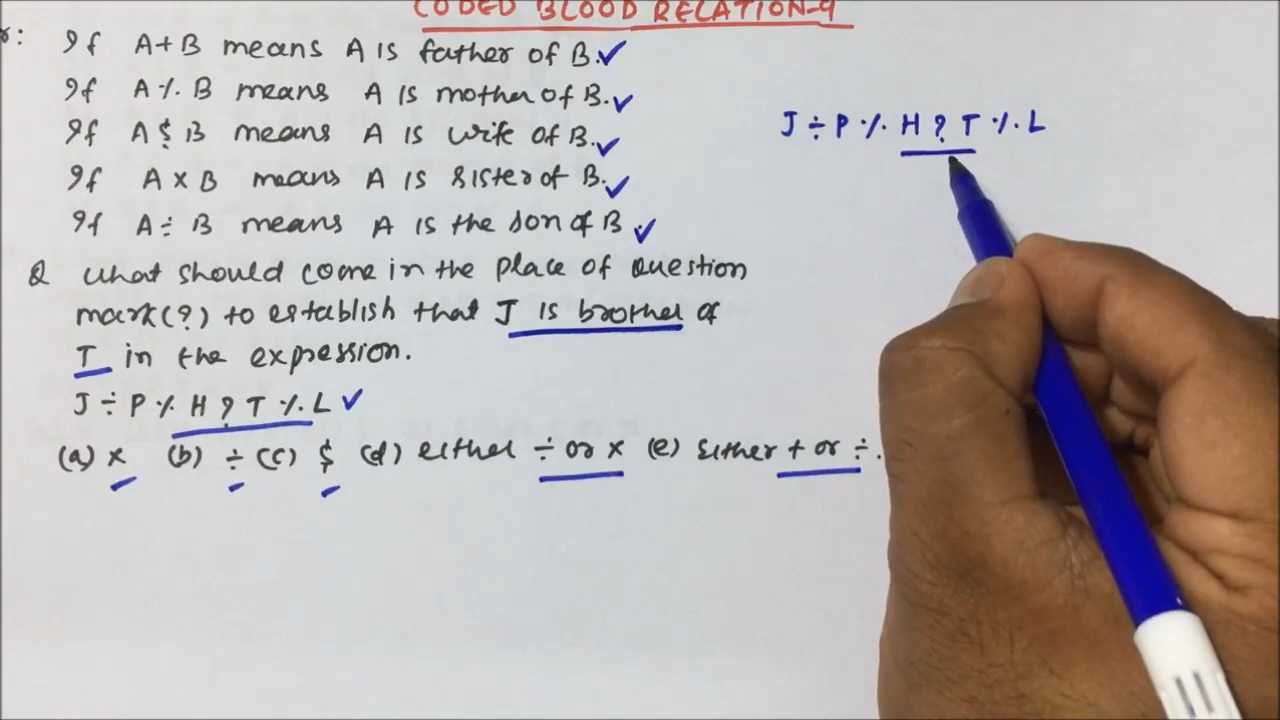 CODED BLOOD RELATION-9
If A+B means A is father of B. ✓
If A % B means A is mother of B. ✓
If A $ B means A is wife of B. ✓
If A × B means A is sister of B. ✓
If A ÷ B means A is the son of B. ✓
Q What should come in the place of question
mark(?) to establish that J is brother of
T in the expression.
J ÷ P % H ? T % L ✓
(a) × (b) ÷ (c) $ (d) either ÷ or × (e) Either + or ÷.
J ÷ P % H ? T % L